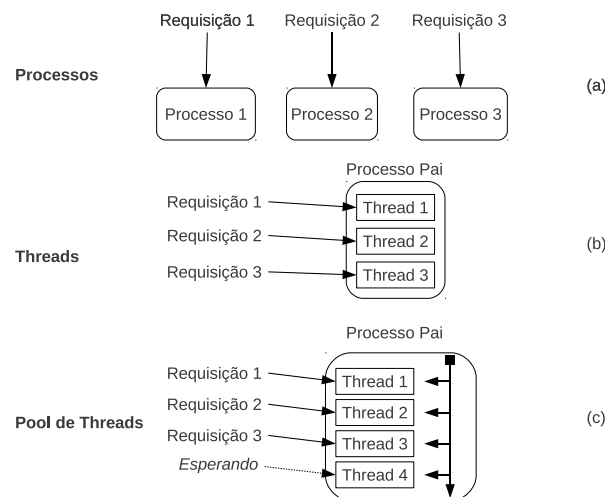 Requisição 1 Requisição 2 Requisição 3
Processos (a)
Processo 1 Processo 2 Processo 3
Processo Pai
Requisição 1 Thread 1
Requisição 2 Thread 2
Threads (b)
Requisição 3 Thread 3
Processo Pai
Requisição 1 Thread 1
Requisição 2 Thread 2
Pool de Threads (c)
Requisição 3 Thread 3
Esperando Thread 4